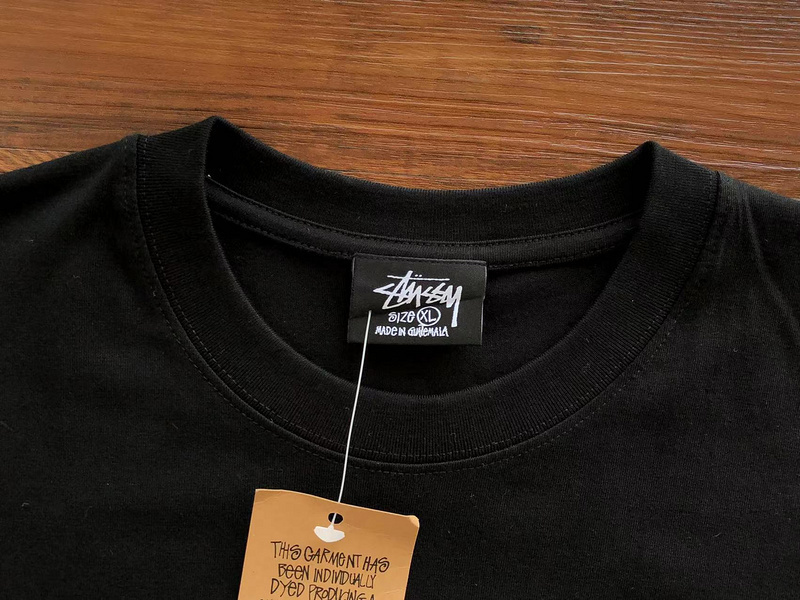 Stüssy
SIZE XL
MADE IN GUATEMALA
THIS GARMENT HAS
BEEN INDIVIDUALLY
DYED PRODUCING A